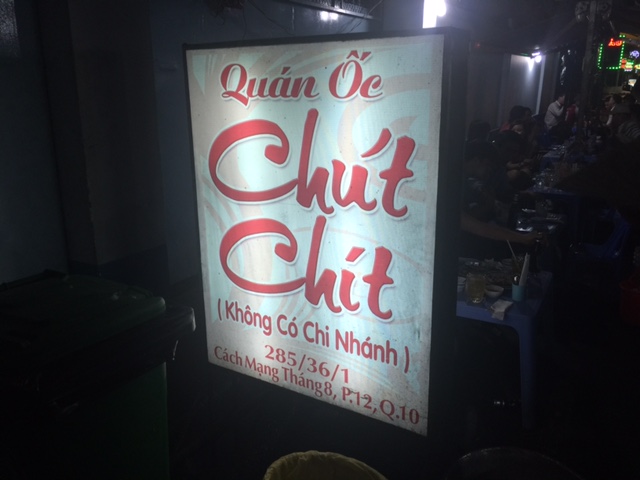 Quán Ốc
Chút
Chít
( Không Có Chi Nhánh )
285/36/1
Cách Mạng Tháng 8, P.12, Q.10